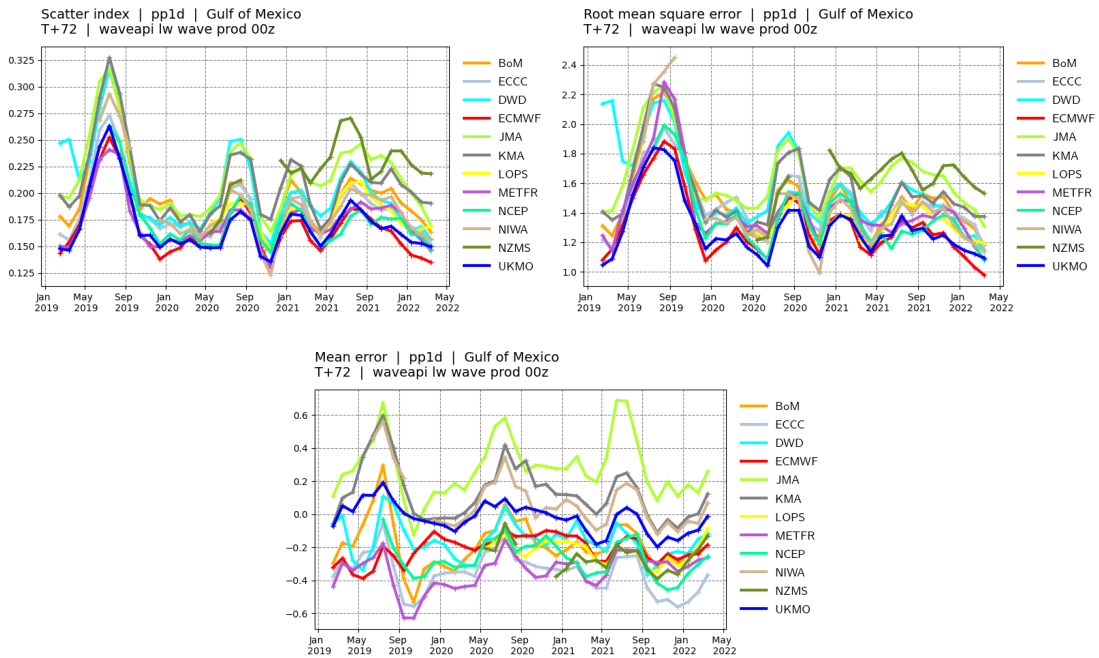 Scatter index | pp1d | Gulf of Mexico
T+72 | waveapi lw wave prod 00z
0.325
0.300
0.275
0.250
0.225
0.200
0.175
0.150
0.125
Jan May Sep Jan May Sep Jan May Sep Jan May
2019 2019 2019 2020 2020 2020 2021 2021 2021 2022 2022
BoM
ECCC
DWD
ECMWF
JMA
KMA
LOPS
METFR
NCEP
NIWA
NZMS
UKMO
Root mean square error | pp1d | Gulf of Mexico
T+72 | waveapi lw wave prod 00z
2.4
2.2
2.0
1.8
1.6
1.4
1.2
1.0
Jan May Sep Jan May Sep Jan May Sep Jan May
2019 2019 2019 2020 2020 2020 2021 2021 2021 2022 2022
BoM
ECCC
DWD
ECMWF
JMA
KMA
LOPS
METFR
NCEP
NIWA
NZMS
UKMO
Mean error | pp1d | Gulf of Mexico
T+72 | waveapi lw wave prod 00z
0.6
0.4
0.2
0.0
−0.2
−0.4
−0.6
Jan May Sep Jan May Sep Jan May Sep Jan May
2019 2019 2019 2020 2020 2020 2021 2021 2021 2022 2022
BoM
ECCC
DWD
ECMWF
JMA
KMA
LOPS
METFR
NCEP
NIWA
NZMS
UKMO